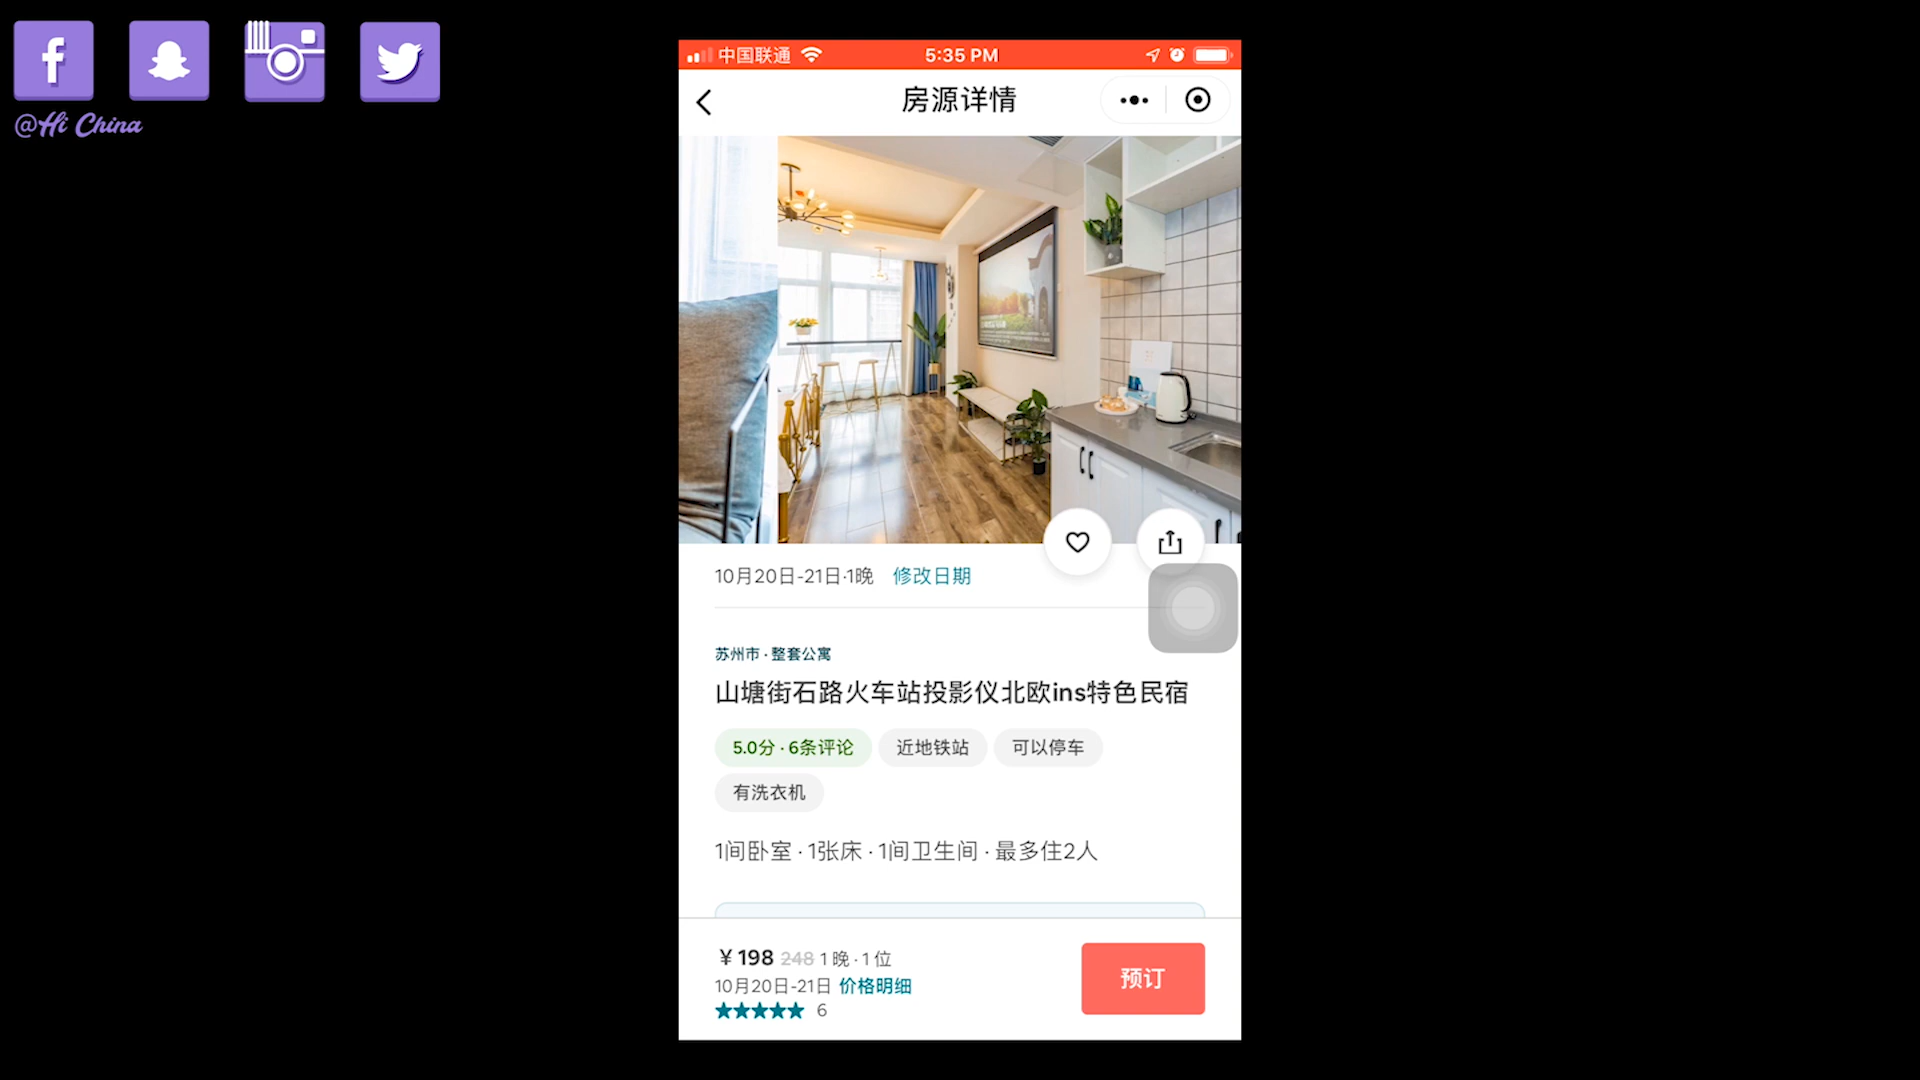 @Hi China
中国联通
5:35 PM
房源详情
10月20日-21日·1晚 修改日期
苏州市 · 整套公寓
山塘街石路火车站投影仪北欧ins特色民宿
5.0分 · 6条评论 近地铁站 可以停车
有洗衣机
1间卧室 · 1张床 · 1间卫生间 · 最多住2人
¥198 248 1 晚 · 1 位
10月20日-21日 价格明细
6
预订